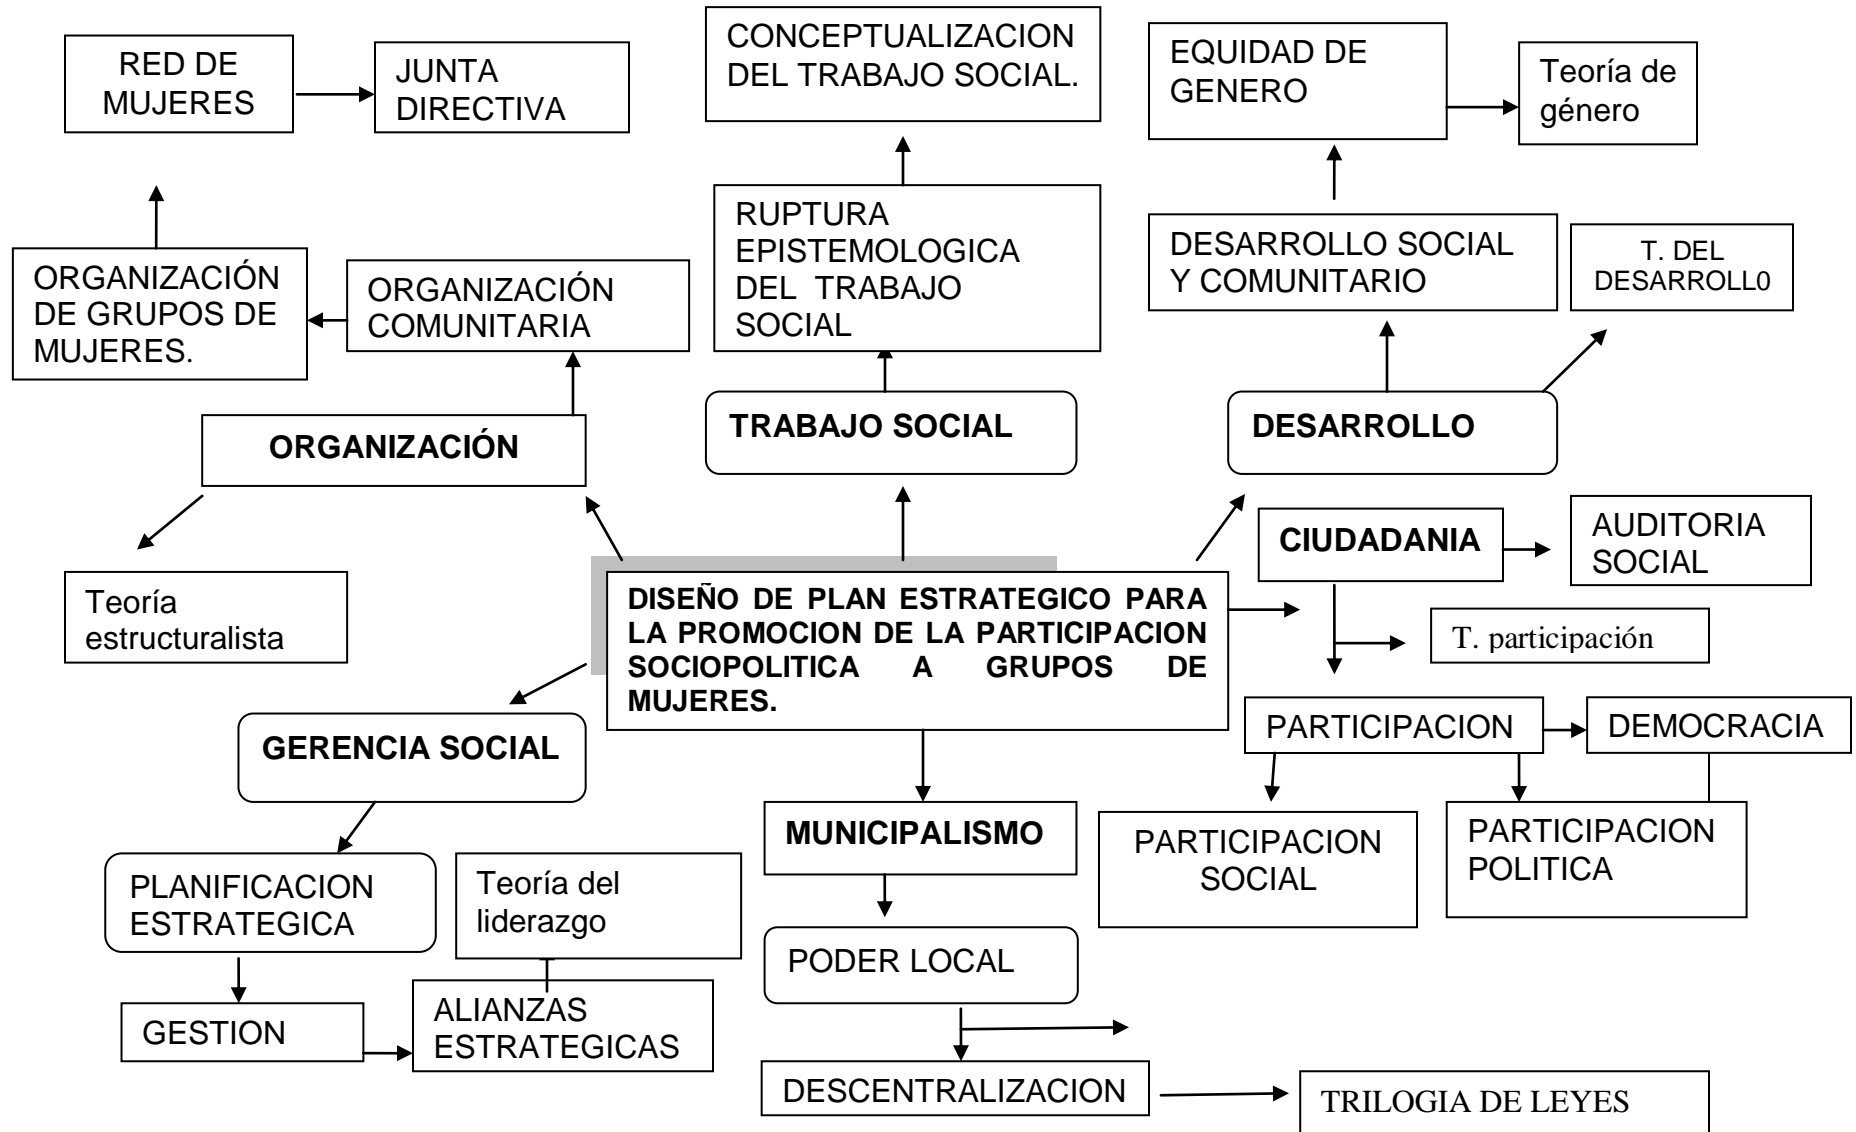 RED DE
MUJERES
JUNTA
DIRECTIVA
CONCEPTUALIZACION
DEL TRABAJO SOCIAL.
EQUIDAD DE
GENERO
Teoría de
género
ORGANIZACIÓN
DE GRUPOS DE
MUJERES.
ORGANIZACIÓN
COMUNITARIA
RUPTURA
EPISTEMOLOGICA
DEL TRABAJO
SOCIAL
DESARROLLO SOCIAL
Y COMUNITARIO
T. DEL
DESARROLL0
ORGANIZACIÓN
TRABAJO SOCIAL
DESARROLLO
Teoría
estructuralista
DISEÑO DE PLAN ESTRATEGICO PARA
LA PROMOCION DE LA PARTICIPACION
SOCIOPOLITICA A GRUPOS DE
MUJERES.
CIUDADANIA
AUDITORIA
SOCIAL
T. participación
GERENCIA SOCIAL
PARTICIPACION
DEMOCRACIA
MUNICIPALISMO
PARTICIPACION
SOCIAL
PARTICIPACION
POLITICA
PLANIFICACION
ESTRATEGICA
Teoría del
liderazgo
PODER LOCAL
GESTION
ALIANZAS
ESTRATEGICAS
DESCENTRALIZACION
TRILOGIA DE LEYES